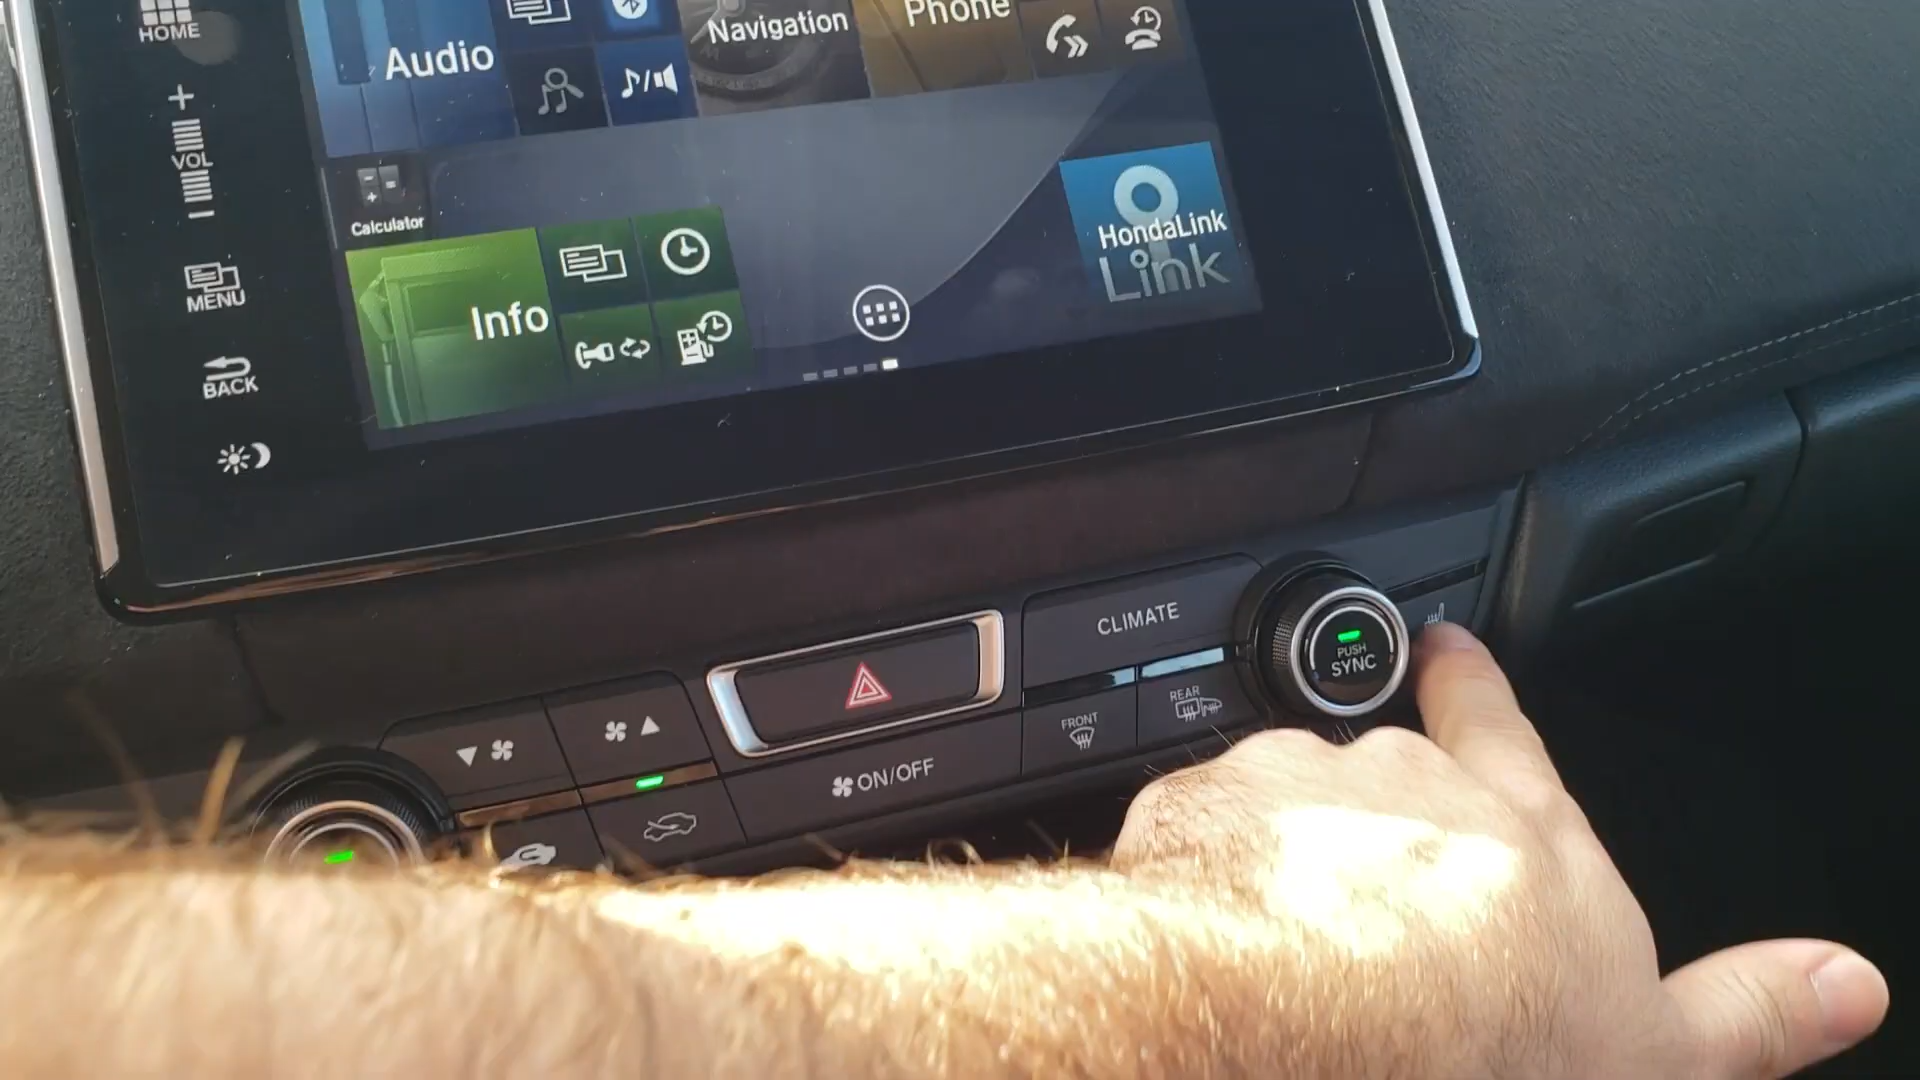 HOME
VOL
MENU
BACK
Audio
Navigation
Phone
Calculator
Info
HondaLink
Link
CLIMATE
PUSH
SYNC
FRONT
REAR
ON/OFF